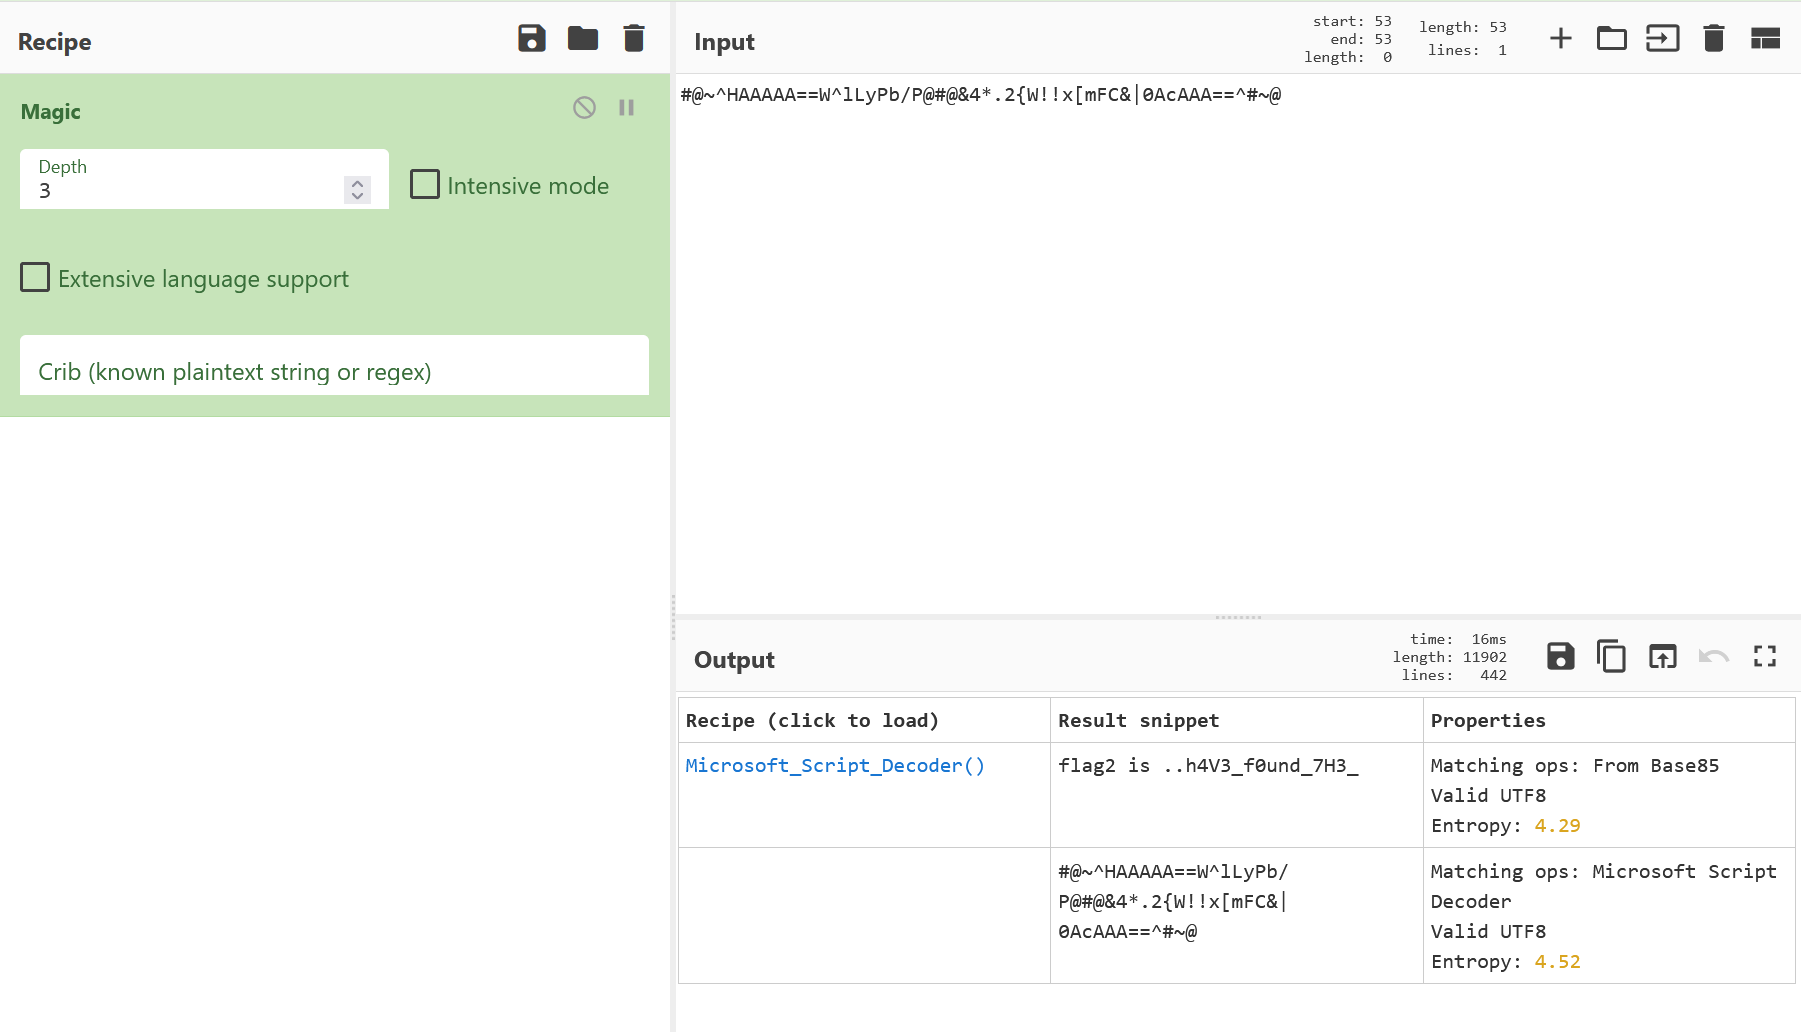 Recipe
Magic
Depth
3
Intensive mode
Extensive language support
Crib (known plaintext string or regex)
Input
start: 53
end: 53
length: 0
length: 53
lines: 1
#@~^HAAAAA==W^lLyPb/P@#@&4*.2{W!!x[mFC&|0AcAAA==^#~@
Output
time: 16ms
length: 11902
lines: 442
Recipe (click to load)
Result snippet
Properties
Microsoft_Script_Decoder()
flag2 is ..h4V3_f0und_7H3_
Matching ops: From Base85
Valid UTF8
Entropy: 4.29
#@~^HAAAAA==W^lLyPb/
P@#@&4*.2{W!!x[mFC&|
0AcAAA==^#~@
Matching ops: Microsoft Script
Decoder
Valid UTF8
Entropy: 4.52